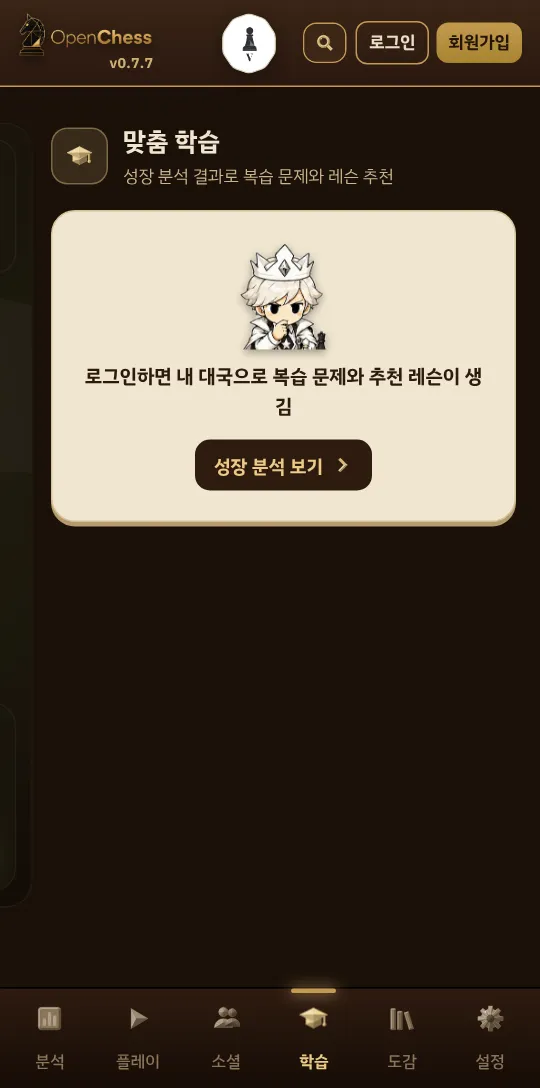 OpenChess
v0.7.7
V
로그인
회원가입
맞춤 학습
성장 분석 결과로 복습 문제와 레슨 추천
로그인하면 내 대국으로 복습 문제와 추천 레슨이 생
김
성장 분석 보기
분석
플레이
소셜
학습
도감
설정